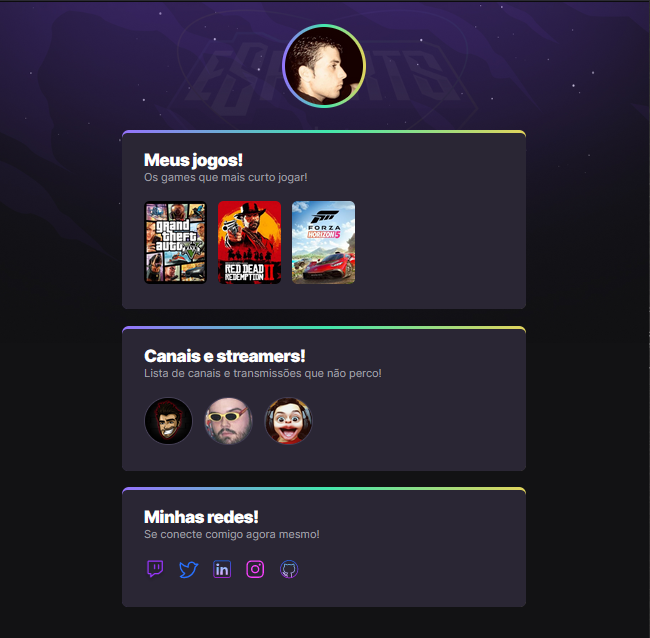 ESPORTS
Meus jogos!
Os games que mais curto jogar!
grand
theft
auto
V
RED DEAD
REDEMPTION II
FORZA
HORIZON 5
Canais e streamers!
Lista de canais e transmissões que não perco!
Minhas redes!
Se conecte comigo agora mesmo!
in